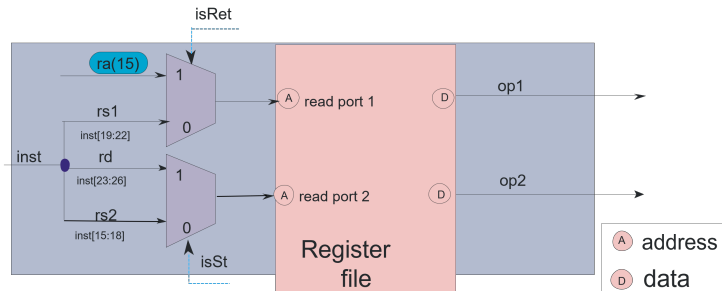 isRet
ra(15)
1
rs1
inst[19:22]
0
A
read port 1
D
op1
inst
rd
inst[23:26]
1
rs2
inst[15:18]
0
A
read port 2
D
op2
isSt
Register
file
A
address
D
data